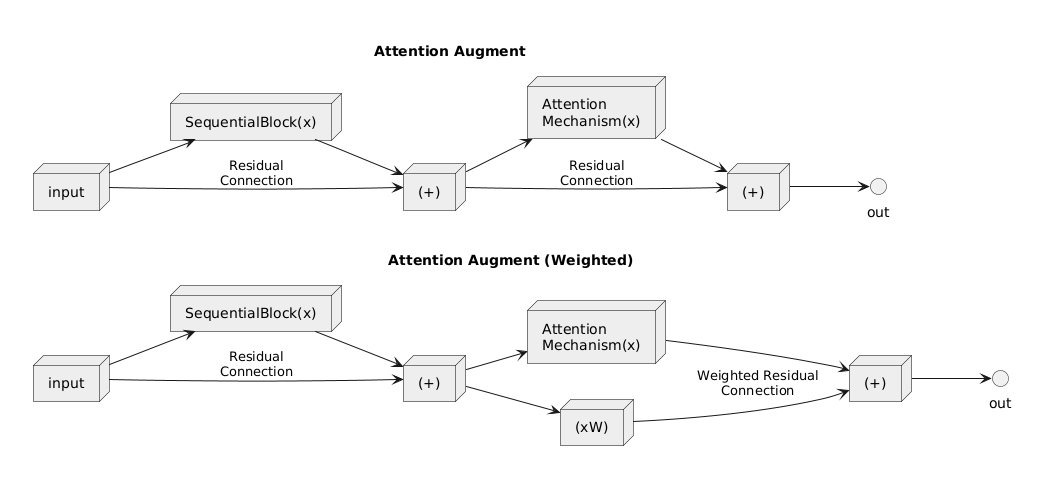 Attention Augment
SequentialBlock(x)
Attention
Mechanism(x)
Residual
Connection
Residual
Connection
input
(+)
(+)
out
Attention Augment (Weighted)
SequentialBlock(x)
Attention
Mechanism(x)
Residual
Connection
input
(+)
Weighted Residual
Connection
(+)
out
(xW)